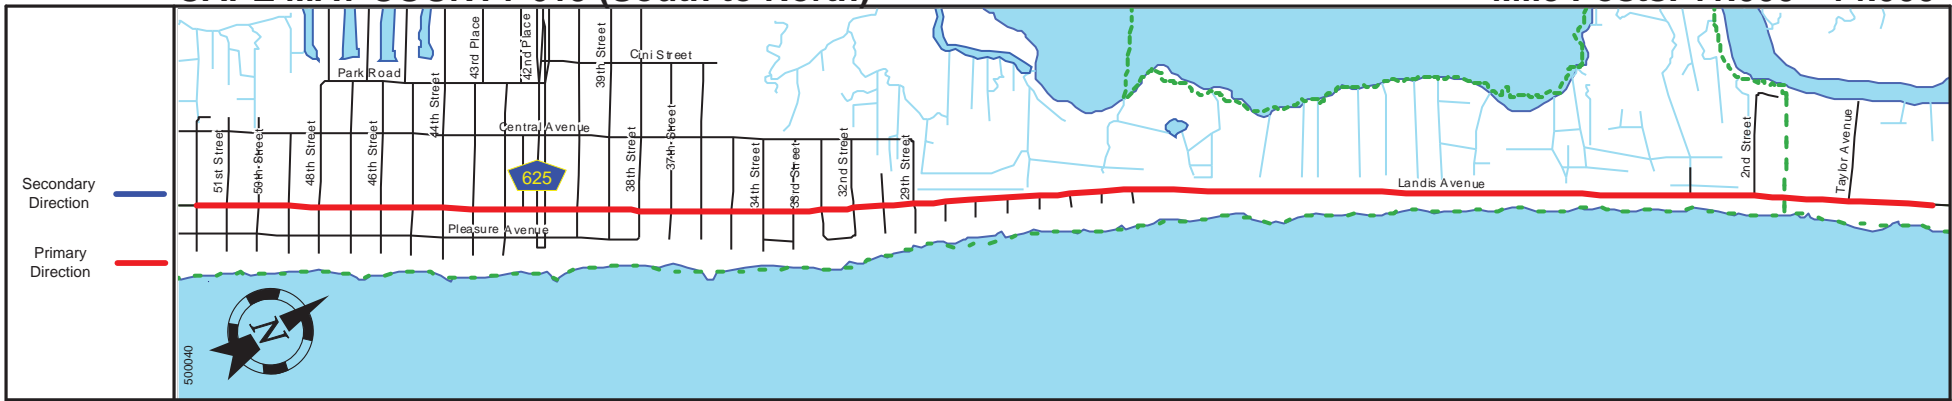 Secondary
Direction
Primary
Direction
43rd Place
42nd Place
39th Street
Cini Street
Park Road
44th Street
Central Avenue
51st Street
48th Street
46th Street
38th Street
37th Street
34th Street
33rd Street
32nd Street
29th Street
625
Landis Avenue
2nd Street
Taylor Avenue
Pleasure Avenue
N
500040